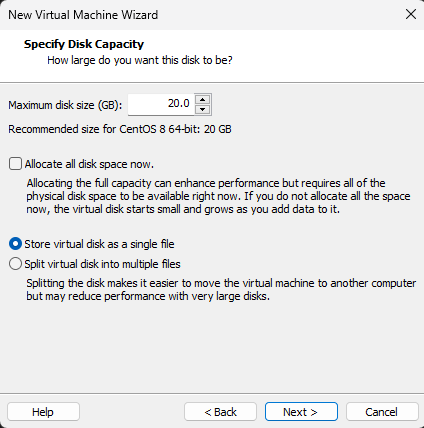 New Virtual Machine Wizard
Specify Disk Capacity
How large do you want this disk to be?
Maximum disk size (GB): 20.0
Recommended size for CentOS 8 64-bit: 20 GB
Allocate all disk space now.
Allocating the full capacity can enhance performance but requires all of the
physical disk space to be available right now. If you do not allocate all the space
now, the virtual disk starts small and grows as you add data to it.
Store virtual disk as a single file
Split virtual disk into multiple files
Splitting the disk makes it easier to move the virtual machine to another computer
but may reduce performance with very large disks.
Help < Back Next > Cancel